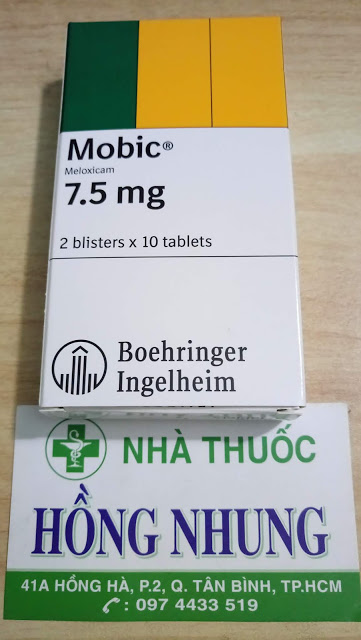 Mobic®
Meloxicam
7.5 mg
2 blisters x 10 tablets
Boehringer
Ingelheim
NHÀ THUỐC
HỒNG NHUNG
41A HỒNG HÀ, P.2, Q. TÂN BÌNH, TP.HCM
: 097 4433 519